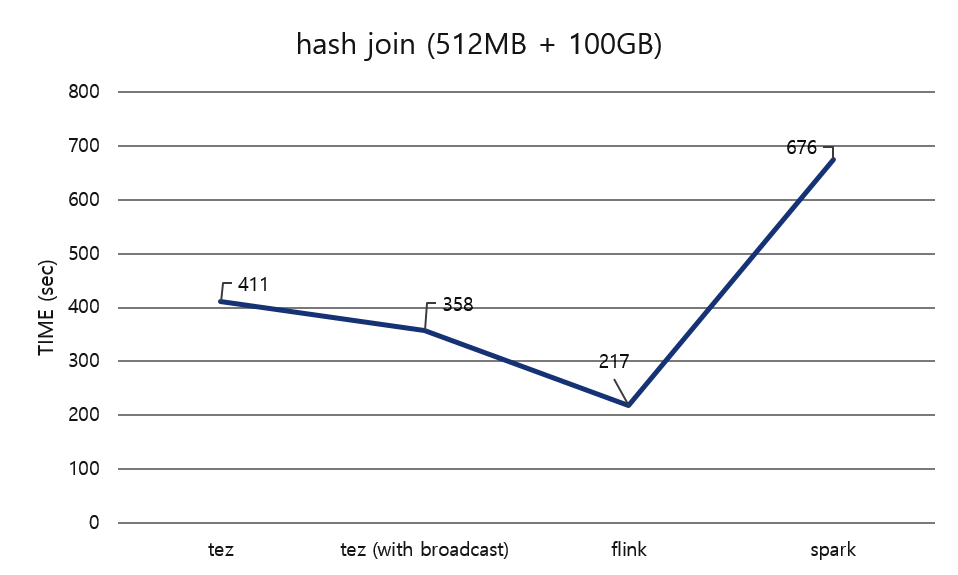 hash join (512MB + 100GB)
TIME (sec)
800
700
600
500
400
300
200
100
0
411
358
217
676
tez
tez (with broadcast)
flink
spark